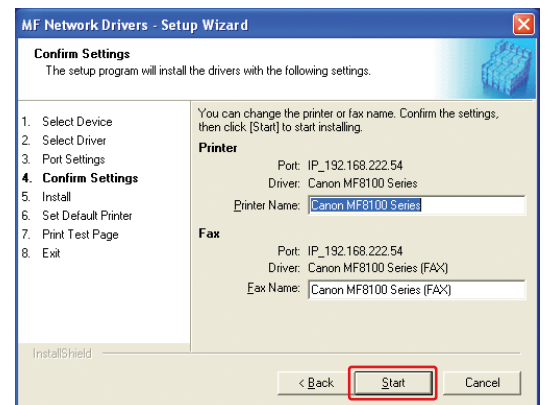 MF Network Drivers - Setup Wizard
Confirm Settings
The setup program will install the drivers with the following settings.
1. Select Device
2. Select Driver
3. Port Settings
4. Confirm Settings
5. Install
6. Set Default Printer
7. Print Test Page
8. Exit
You can change the printer or fax name. Confirm the settings,
then click [Start] to start installing.
Printer
Port: IP_192.168.222.54
Driver: Canon MF8100 Series
Printer Name: Canon MF8100 Series
Fax
Port: IP_192.168.222.54
Driver: Canon MF8100 Series (FAX)
Fax Name: Canon MF8100 Series (FAX)
InstallShield
< Back Start Cancel